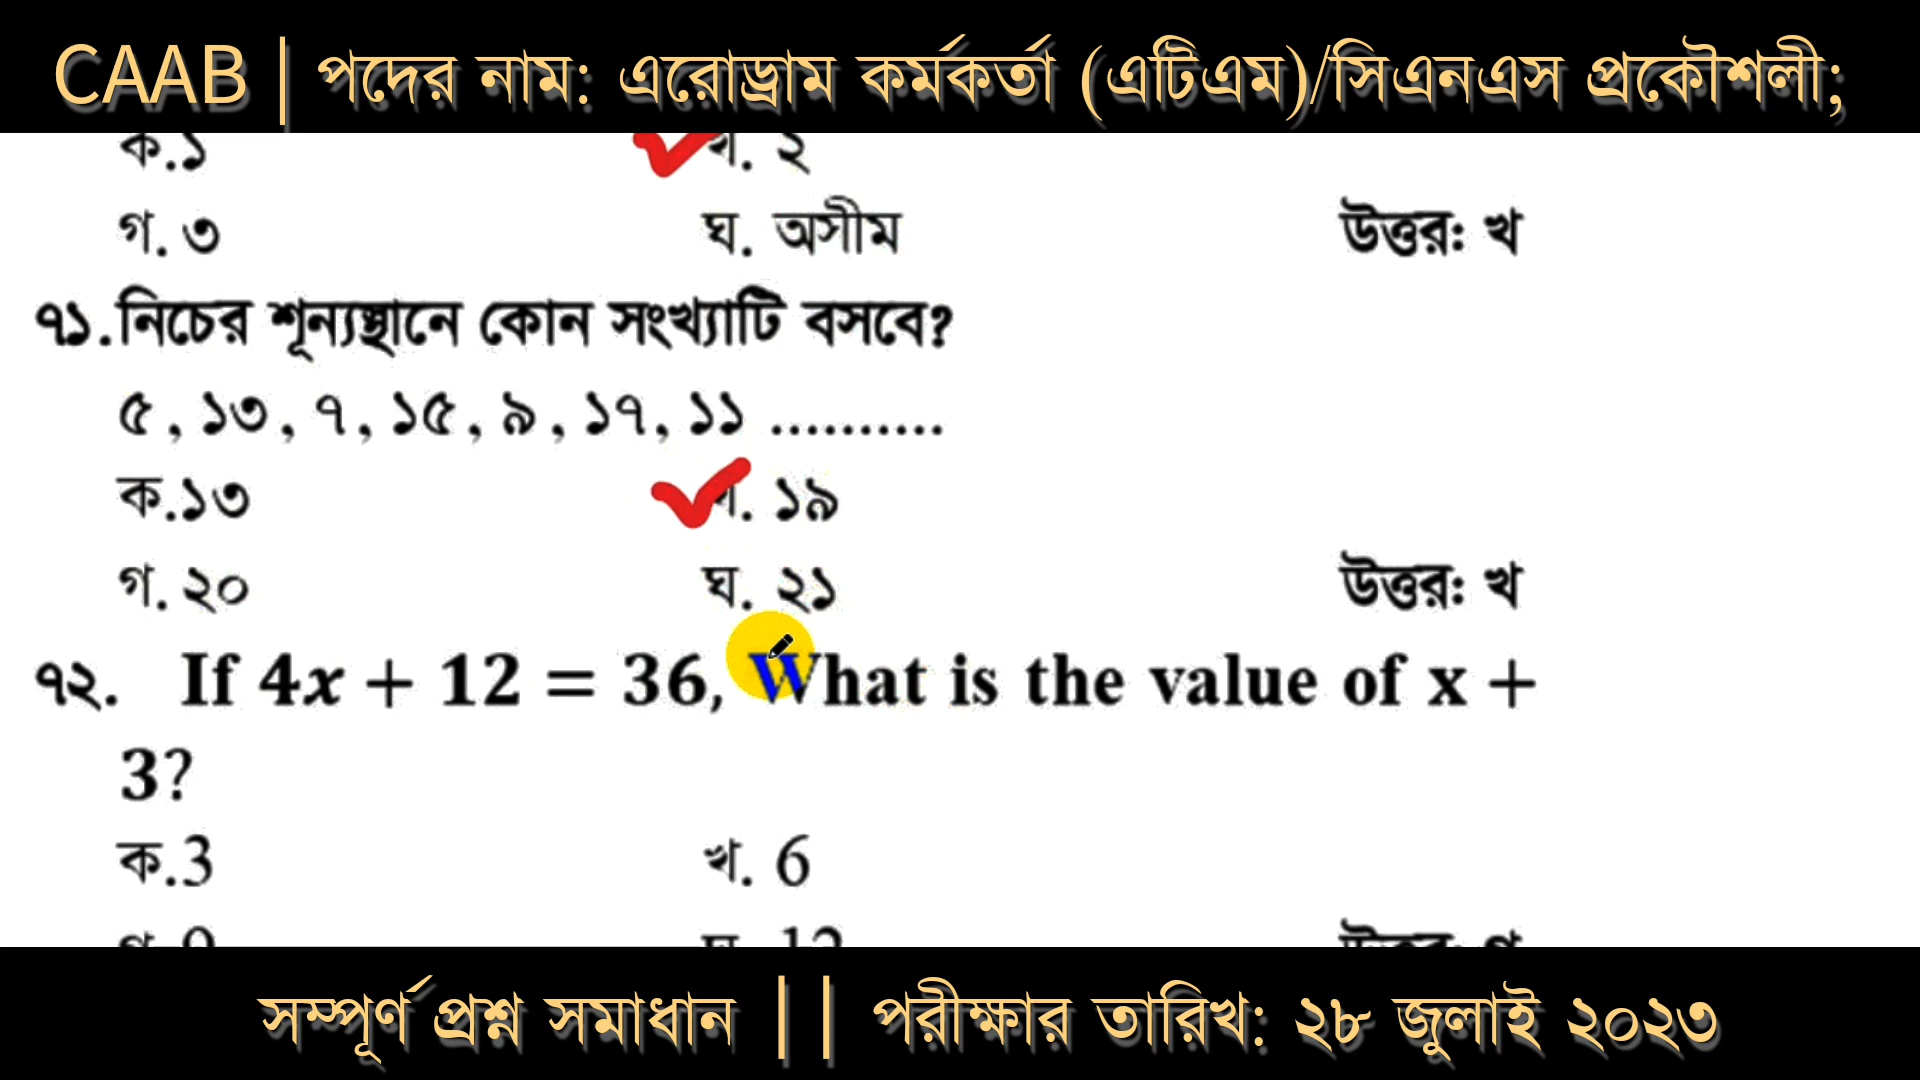 CAAB | পদের নাম: এরোড্রাম কর্মকর্তা (এটিএম)/সিএনএস প্রকৌশলী;
ক.১ খ. ২
গ. ৩ ঘ. অসীম উত্তরঃ খ
৭১.নিচের শূন্যস্থানে কোন সংখ্যাটি বসবে?
৫ , ১৩ , ৭ , ১৫ , ৯ , ১৭, ১১ ..........
ক.১৩ খ. ১৯
গ. ২০ ঘ. ২১ উত্তরঃ খ
৭২. If 4x + 12 = 36, What is the value of x +
3?
ক.3 খ. 6
সম্পূর্ণ প্রশ্ন সমাধান || পরীক্ষার তারিখ: ২৮ জুলাই ২০২৩